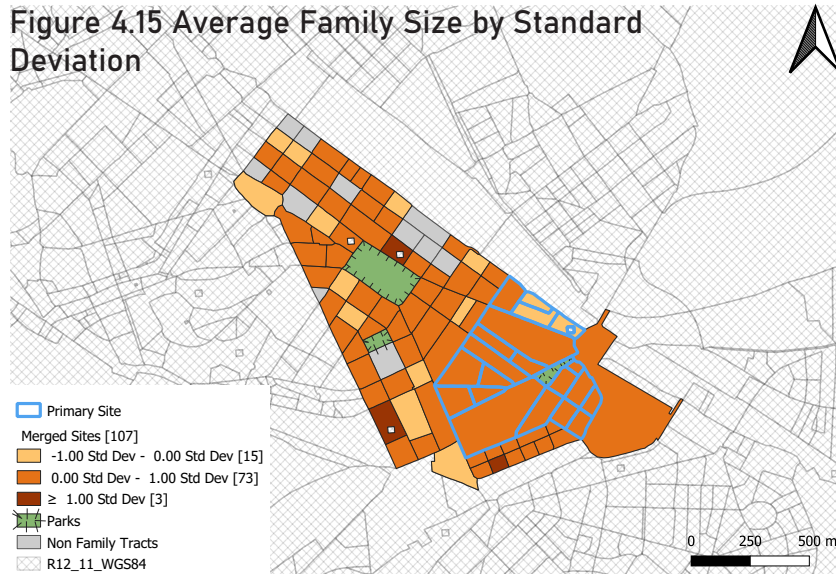 Figure 4.15 Average Family Size by Standard
Deviation
Primary Site
Merged Sites [107]
-1.00 Std Dev - 0.00 Std Dev [15]
0.00 Std Dev - 1.00 Std Dev [73]
≥ 1.00 Std Dev [3]
Parks
Non Family Tracts
R12_11_WGS84
0 250 500 m